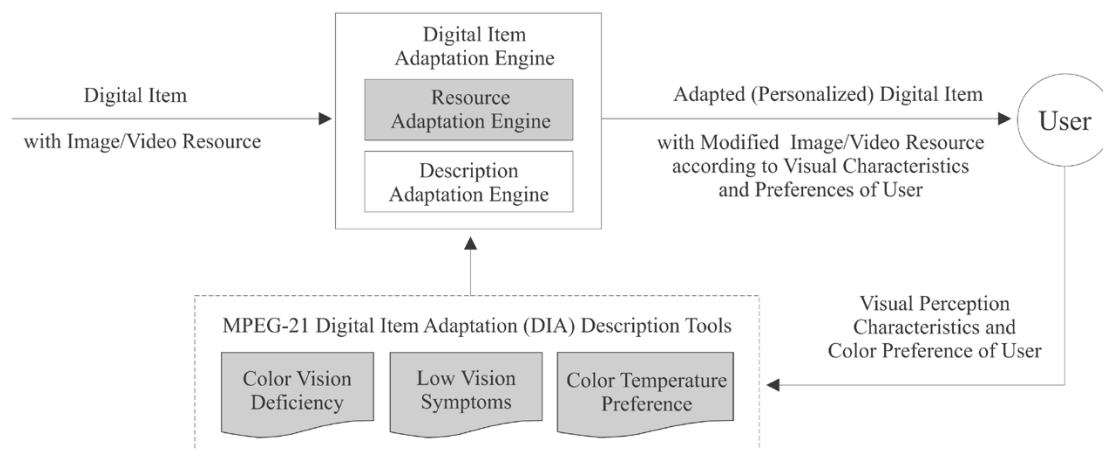 Digital Item
Adaptation Engine
Digital Item
with Image/Video Resource
Resource
Adaptation Engine
Description
Adaptation Engine
Adapted (Personalized) Digital Item
with Modified Image/Video Resource
according to Visual Characteristics
and Preferences of User
User
Visual Perception
Characteristics and
Color Preference of User
MPEG-21 Digital Item Adaptation (DIA) Description Tools
Color Vision
Deficiency
Low Vision
Symptoms
Color Temperature
Preference